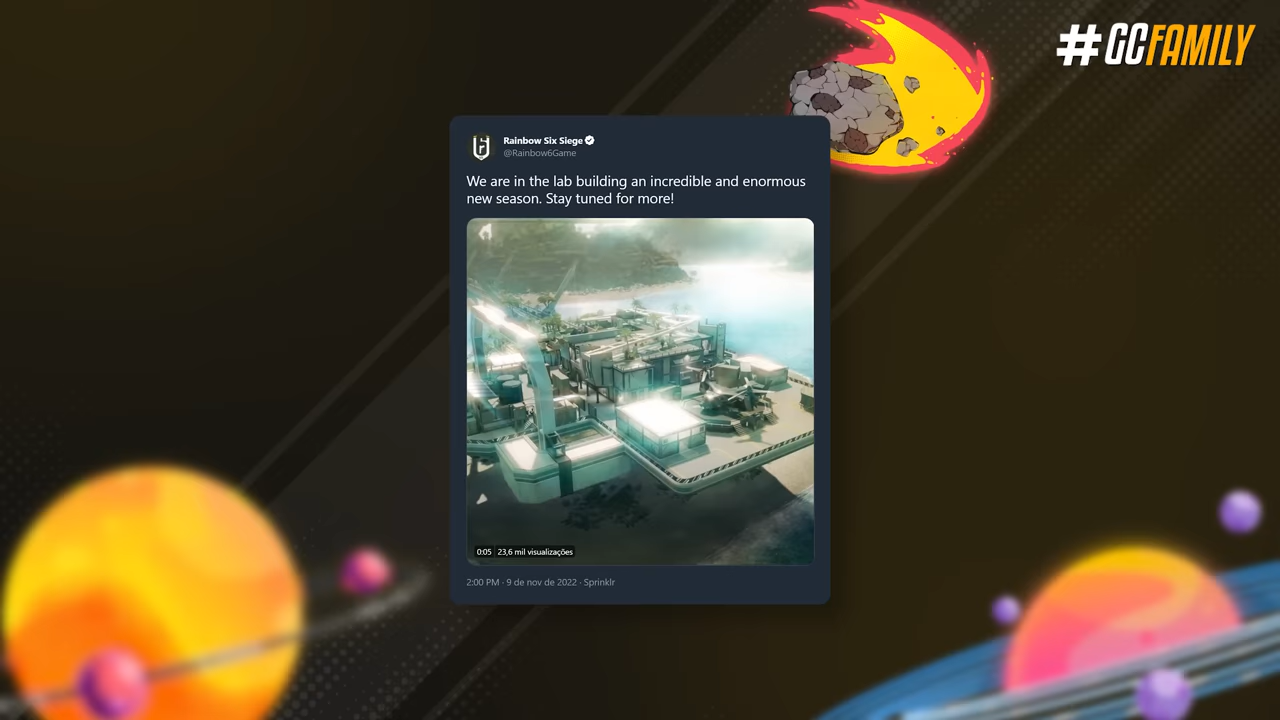 #GCFAMILY
Rainbow Six Siege
@Rainbow6Game
We are in the lab building an incredible and enormous
new season. Stay tuned for more!
0:05 23,6 mil visualizações
2:00 PM · 9 de nov de 2022 · Sprinklr